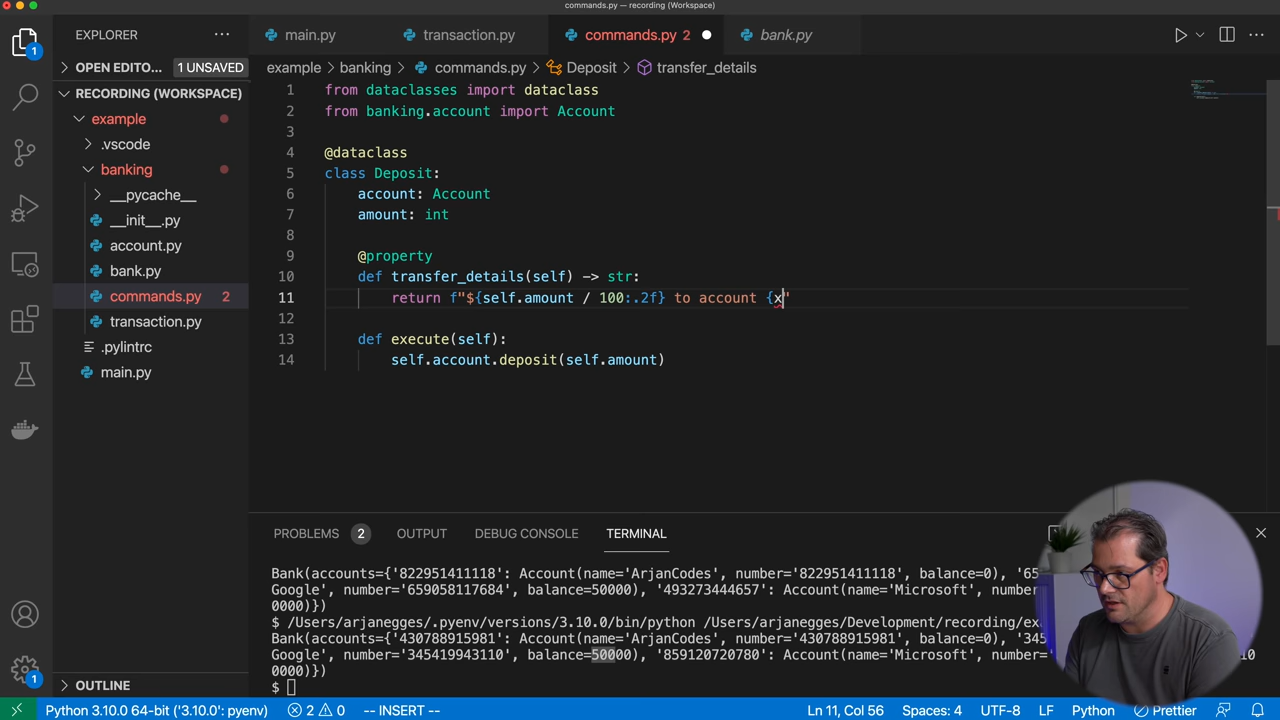 commands.py — recording (Workspace)
EXPLORER
main.py
transaction.py
commands.py 2
bank.py
OPEN EDITO...
1 UNSAVED
example > banking > commands.py > Deposit > transfer_details
RECORDING (WORKSPACE)
example
.vscode
banking
__pycache__
__init__.py
account.py
bank.py
commands.py 2
transaction.py
.pylintrc
main.py
OUTLINE
1 from dataclasses import dataclass
2 from banking.account import Account
3
4 @dataclass
5 class Deposit:
6 account: Account
7 amount: int
8
9 @property
10 def transfer_details(self) -> str:
11 return f"${self.amount / 100:.2f} to account {x"
12
13 def execute(self):
14 self.account.deposit(self.amount)
PROBLEMS 2 OUTPUT DEBUG CONSOLE TERMINAL
Bank(accounts={'822951411118': Account(name='ArjanCodes', number='822951411118', balance=0), '65
Google', number='659058117684', balance=50000), '493273444657': Account(name='Microsoft', number=
0000)})
$ /Users/arjanegges/.pyenv/versions/3.10.0/bin/python /Users/arjanegges/Development/recording/ex
Bank(accounts={'430788915981': Account(name='ArjanCodes', number='430788915981', balance=0), '345
Google', number='345419943110', balance=50000), '859120720780': Account(name='Microsoft', number= 10
0000)})
$
1
1
Python 3.10.0 64-bit ('3.10.0': pyenv) 2 0 -- INSERT -- Ln 11, Col 56 Spaces: 4 UTF-8 LF Python Prettier